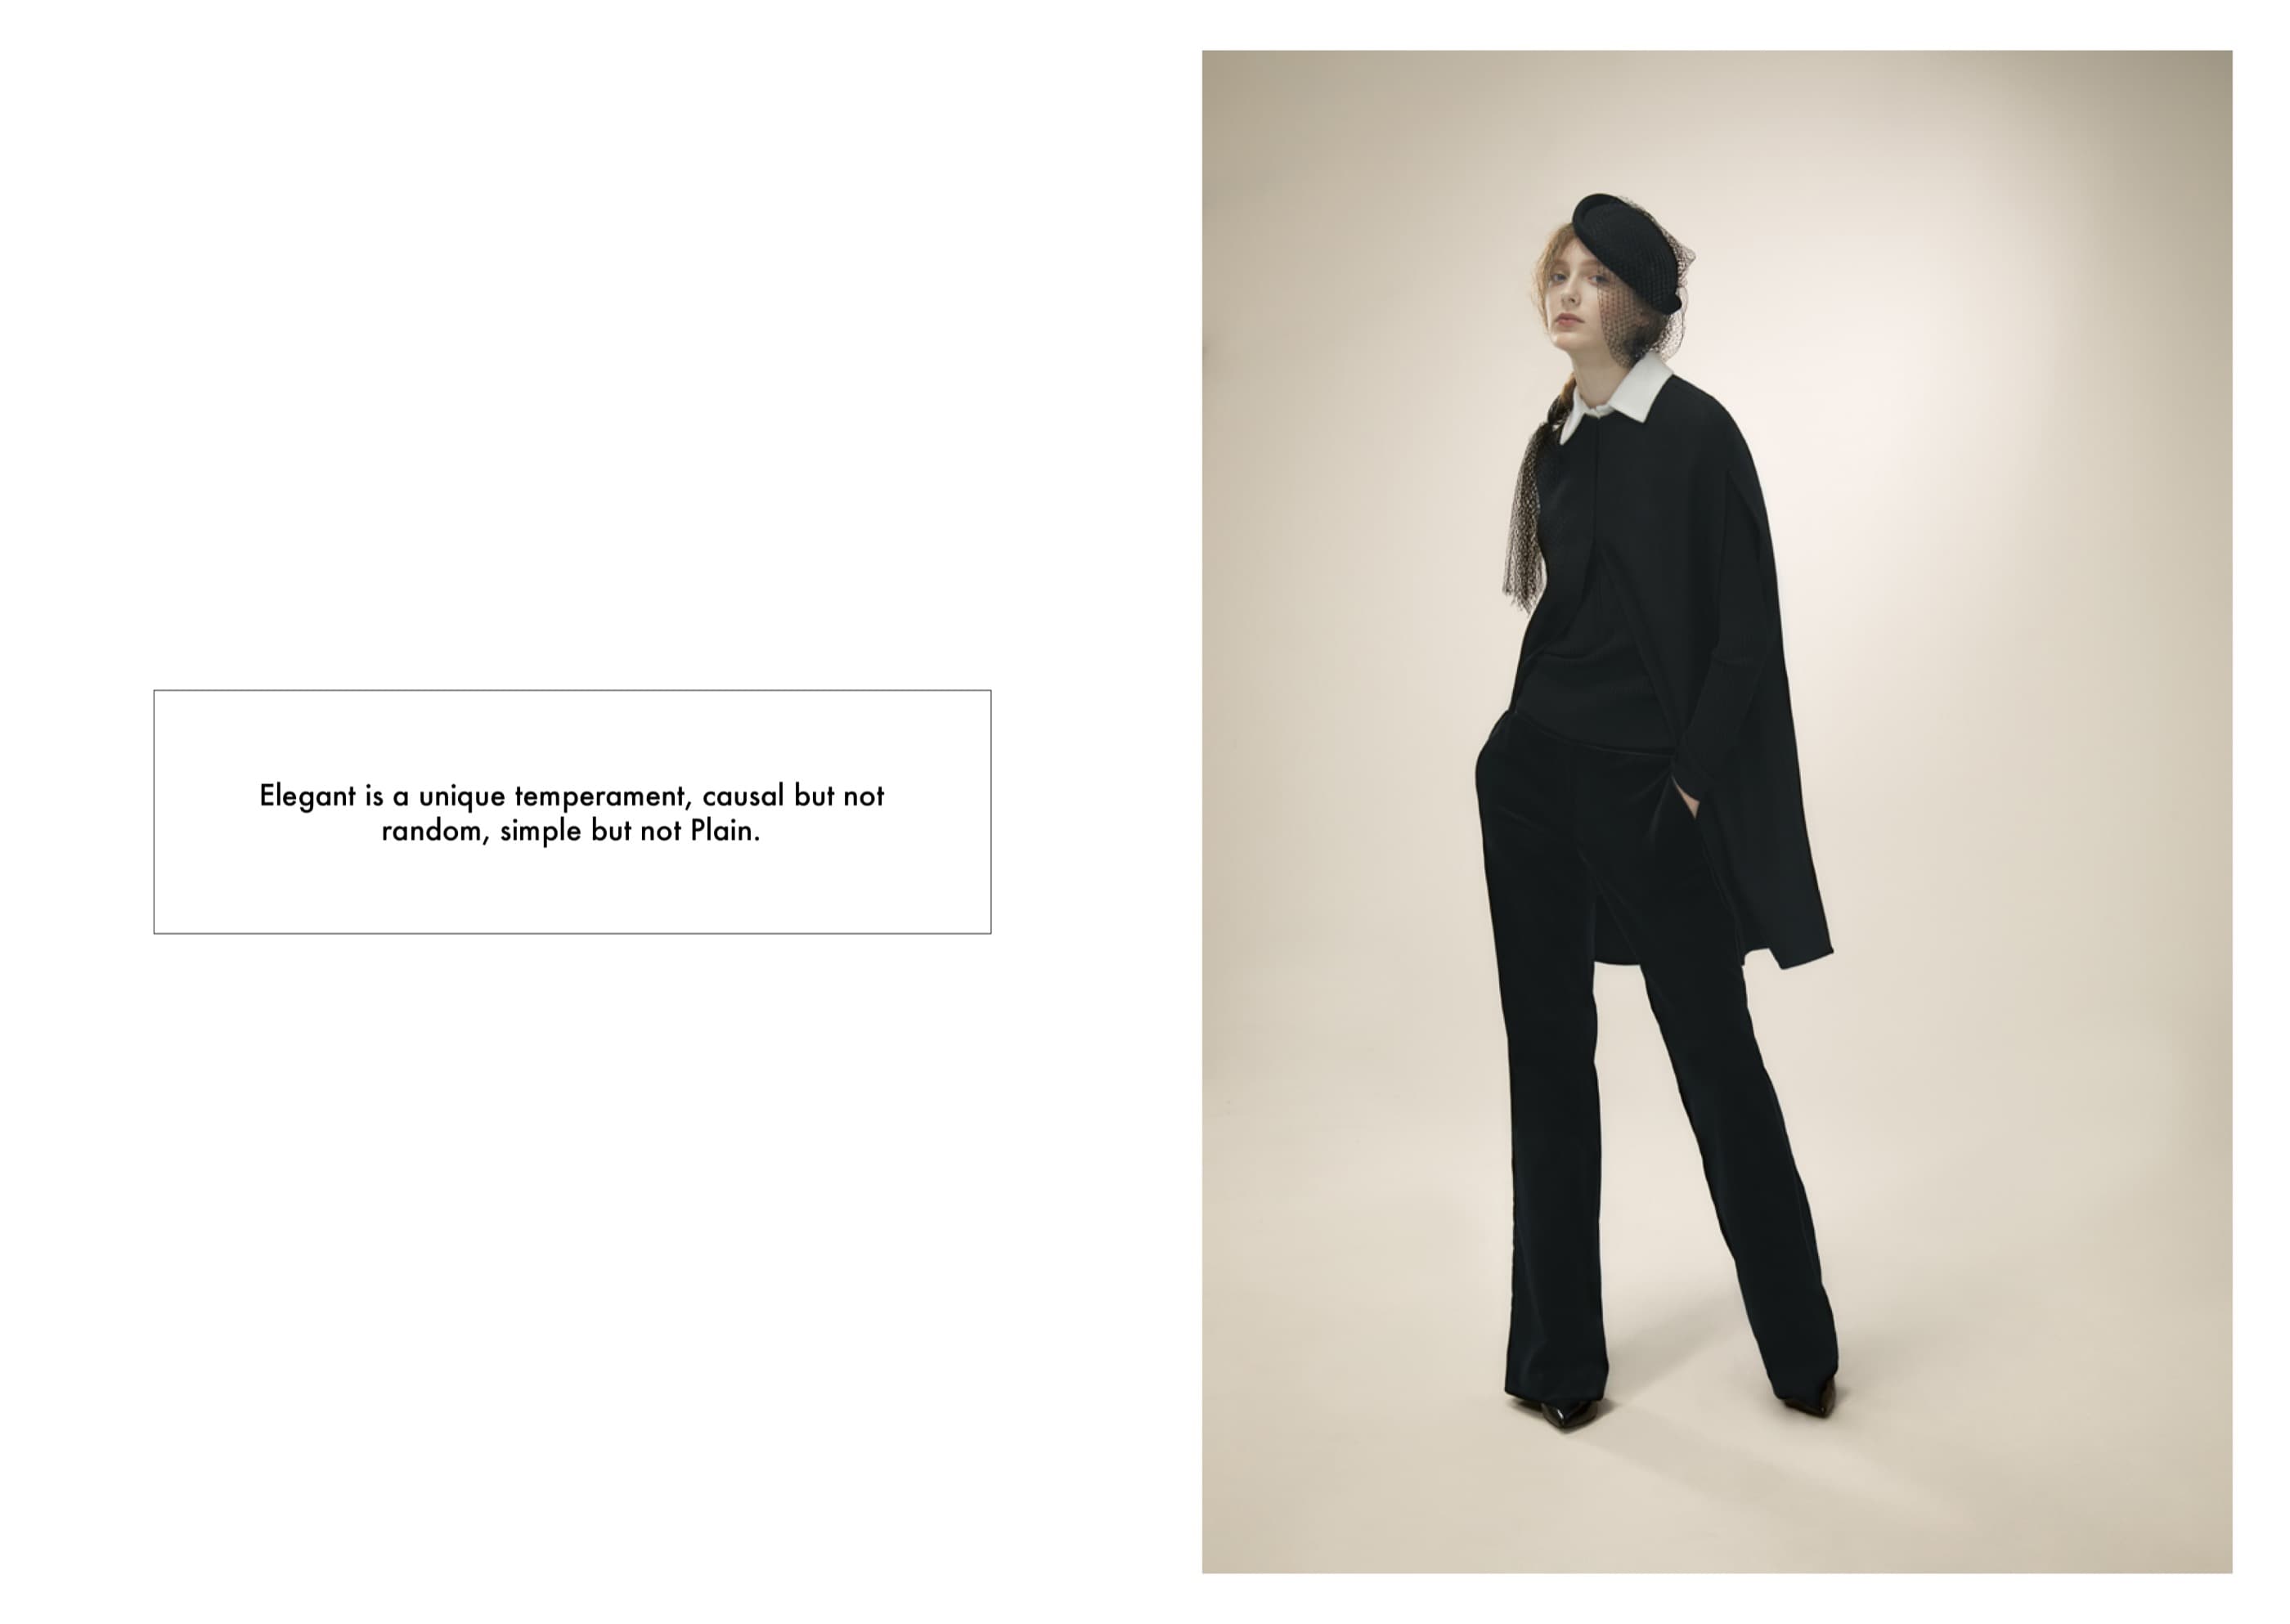 Elegant is a unique temperament, causal but not
random, simple but not Plain.